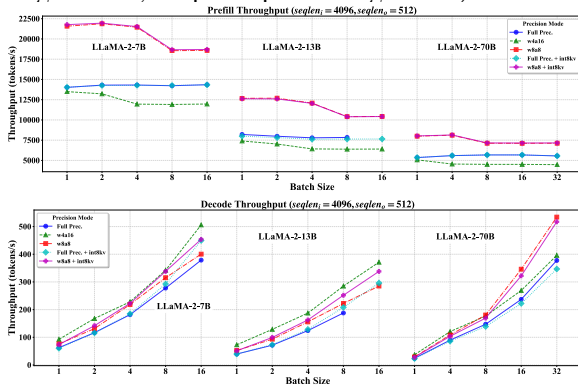 Prefill Throughput (seqlen_i = 4096, seqlen_o = 512)
22500
20000
17500
15000
12500
10000
7500
5000
Throughput (tokens/s)
LLaMA-2-7B
LLaMA-2-13B
LLaMA-2-70B
Precision Mode
Full Prec.
w4a16
w8a8
Full Prec. + int8kv
w8a8 + int8kv
1 2 4 8 16 1 2 4 8 16 1 2 4 8 16 32
Batch Size
Decode Throughput (seqlen_i = 4096, seqlen_o = 512)
500
400
300
200
100
0
Throughput (tokens/s)
Precision Mode
Full Prec.
w4a16
w8a8
Full Prec. + int8kv
w8a8 + int8kv
LLaMA-2-7B
LLaMA-2-13B
LLaMA-2-70B
1 2 4 8 16 1 2 4 8 16 1 2 4 8 16 32
Batch Size